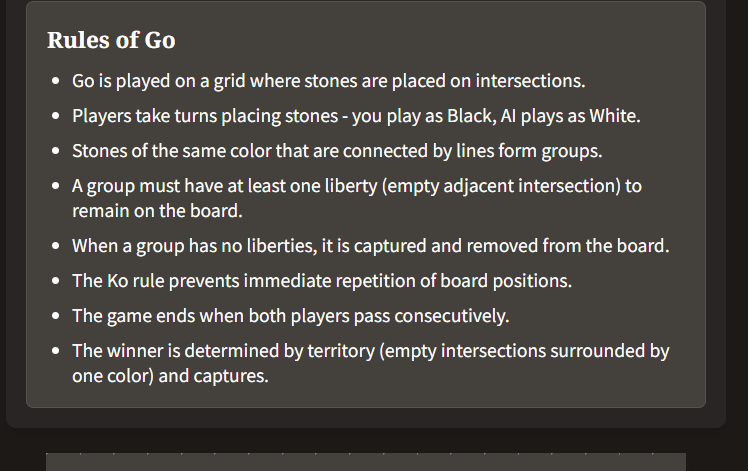 Rules of Go
• Go is played on a grid where stones are placed on intersections.
• Players take turns placing stones - you play as Black, AI plays as White.
• Stones of the same color that are connected by lines form groups.
• A group must have at least one liberty (empty adjacent intersection) to
remain on the board.
• When a group has no liberties, it is captured and removed from the board.
• The Ko rule prevents immediate repetition of board positions.
• The game ends when both players pass consecutively.
• The winner is determined by territory (empty intersections surrounded by
one color) and captures.